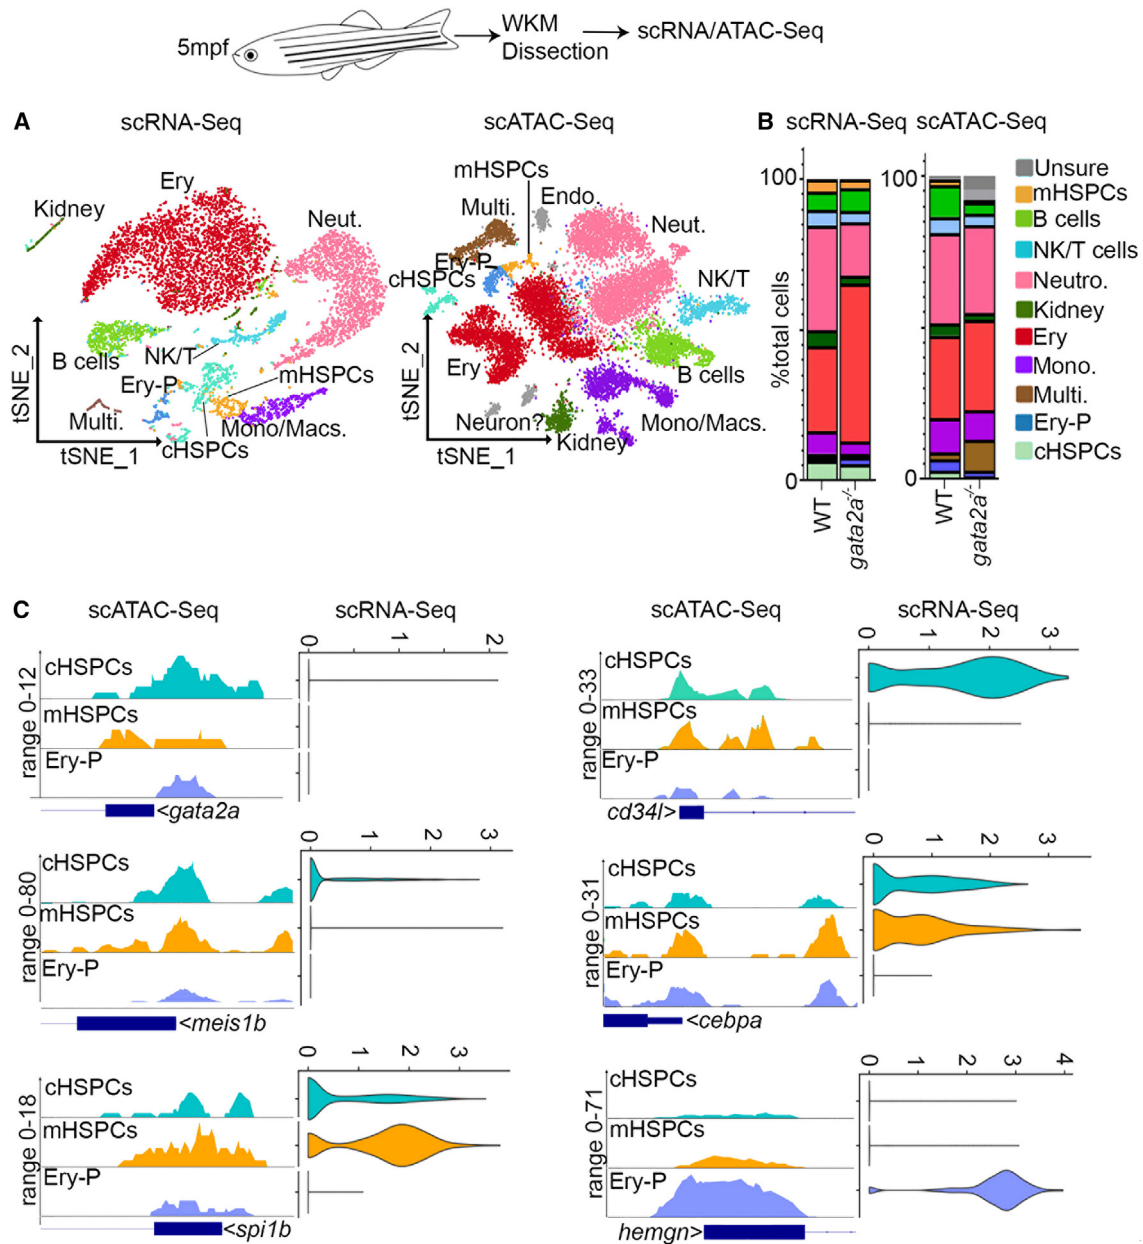 5mpf
WKM
Dissection
scRNA/ATAC-Seq
A
scRNA-Seq
scATAC-Seq
Kidney
Ery
Neut.
B cells
NK/T
Ery-P
mHSPCs
Multi.
cHSPCs
Mono/Macs.
tSNE_2
tSNE_1
mHSPCs
Endo.
Multi.
Neut.
Ery-P
cHSPCs
NK/T
Ery
B cells
Neuron?
Kidney
Mono/Macs.
tSNE_2
tSNE_1
B
scRNA-Seq
scATAC-Seq
%total cells
100
0
WT
gata2a-/-
100
0
WT
gata2a-/-
Unsure
mHSPCs
B cells
NK/T cells
Neutro.
Kidney
Ery
Mono.
Multi.
Ery-P
cHSPCs
C
scATAC-Seq
scRNA-Seq
scATAC-Seq
scRNA-Seq
range 0-12
cHSPCs
mHSPCs
Ery-P
<gata2a
0 1 2
range 0-33
cHSPCs
mHSPCs
Ery-P
cd34l>
0 1 2 3
range 0-80
cHSPCs
mHSPCs
Ery-P
<meis1b
0 1 2 3
range 0-31
cHSPCs
mHSPCs
Ery-P
<cebpa
0 1 2 3
range 0-18
cHSPCs
mHSPCs
Ery-P
<spi1b
0 1 2 3
range 0-71
cHSPCs
mHSPCs
Ery-P
hemgn>
0 1 2 3 4